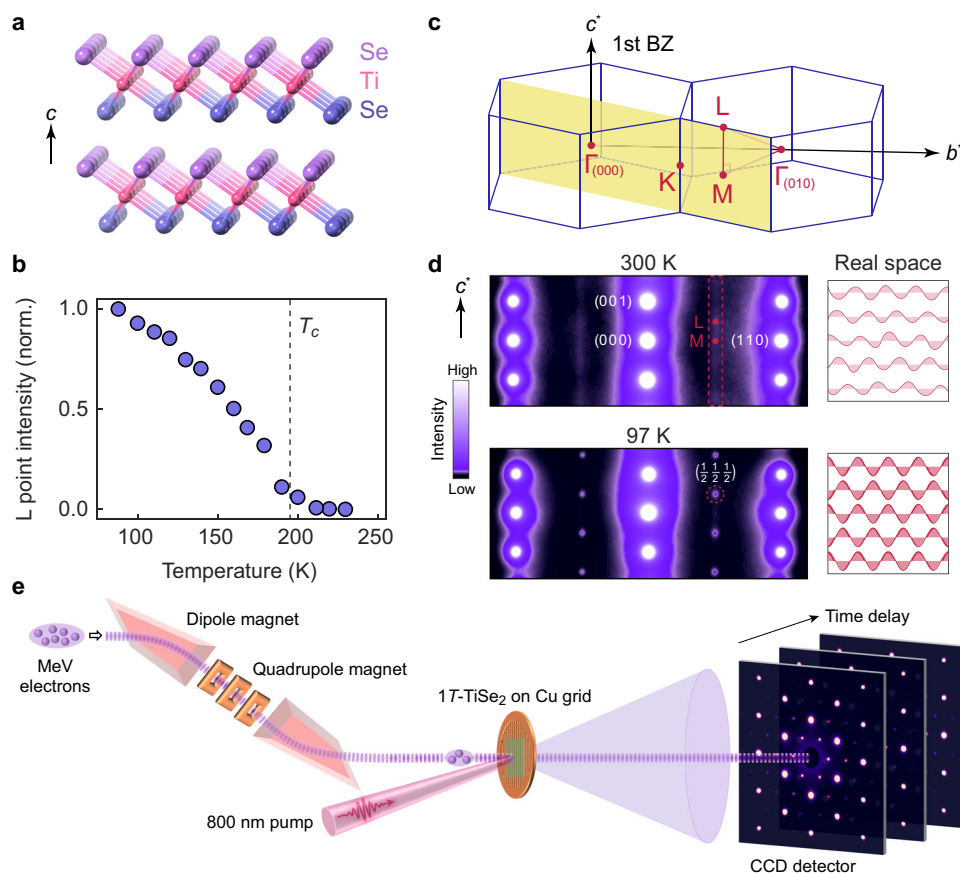 a
Se
Ti
Se
c
b
L point intensity (norm.)
1.0
0.5
0.0
T_c
100
150
200
250
Temperature (K)
c
c*
1st BZ
L
b*
Γ(000)
K
M
Γ(010)
d
300 K
Real space
c*
(001)
(000)
L
M
(110)
High
Intensity
Low
97 K
(1/2 1/2 1/2)
e
Dipole magnet
MeV
electrons
Quadrupole magnet
1T-TiSe₂ on Cu grid
Time delay
800 nm pump
CCD detector